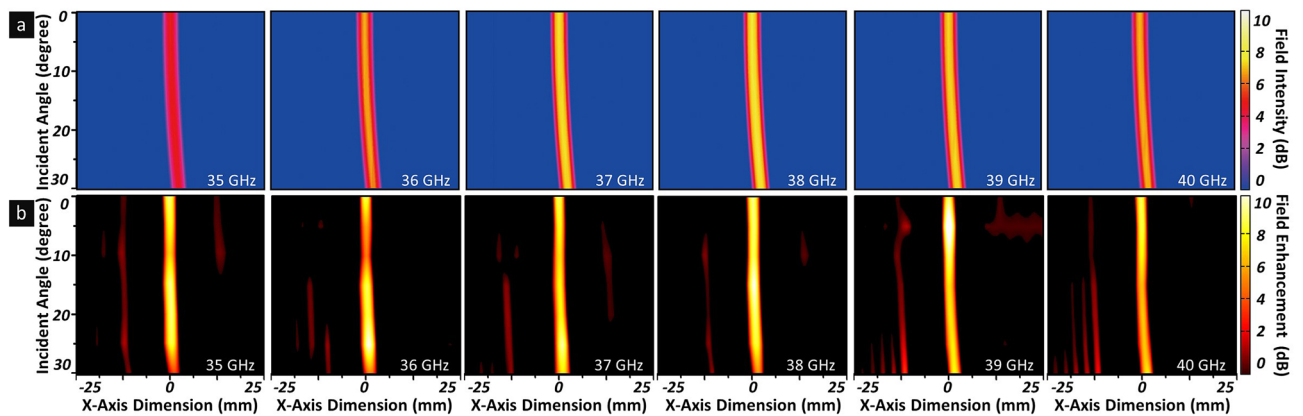 a
Incident Angle (degree)
0
10
20
30
35 GHz
36 GHz
37 GHz
38 GHz
39 GHz
40 GHz
10
8
6
4
2
0
Field Intensity (dB)
b
Incident Angle (degree)
0
10
20
30
35 GHz
36 GHz
37 GHz
38 GHz
39 GHz
40 GHz
10
8
6
4
2
0
Field Enhancement (dB)
-25 0 25
-25 0 25
-25 0 25
-25 0 25
-25 0 25
-25 0 25
X-Axis Dimension (mm)
X-Axis Dimension (mm)
X-Axis Dimension (mm)
X-Axis Dimension (mm)
X-Axis Dimension (mm)
X-Axis Dimension (mm)